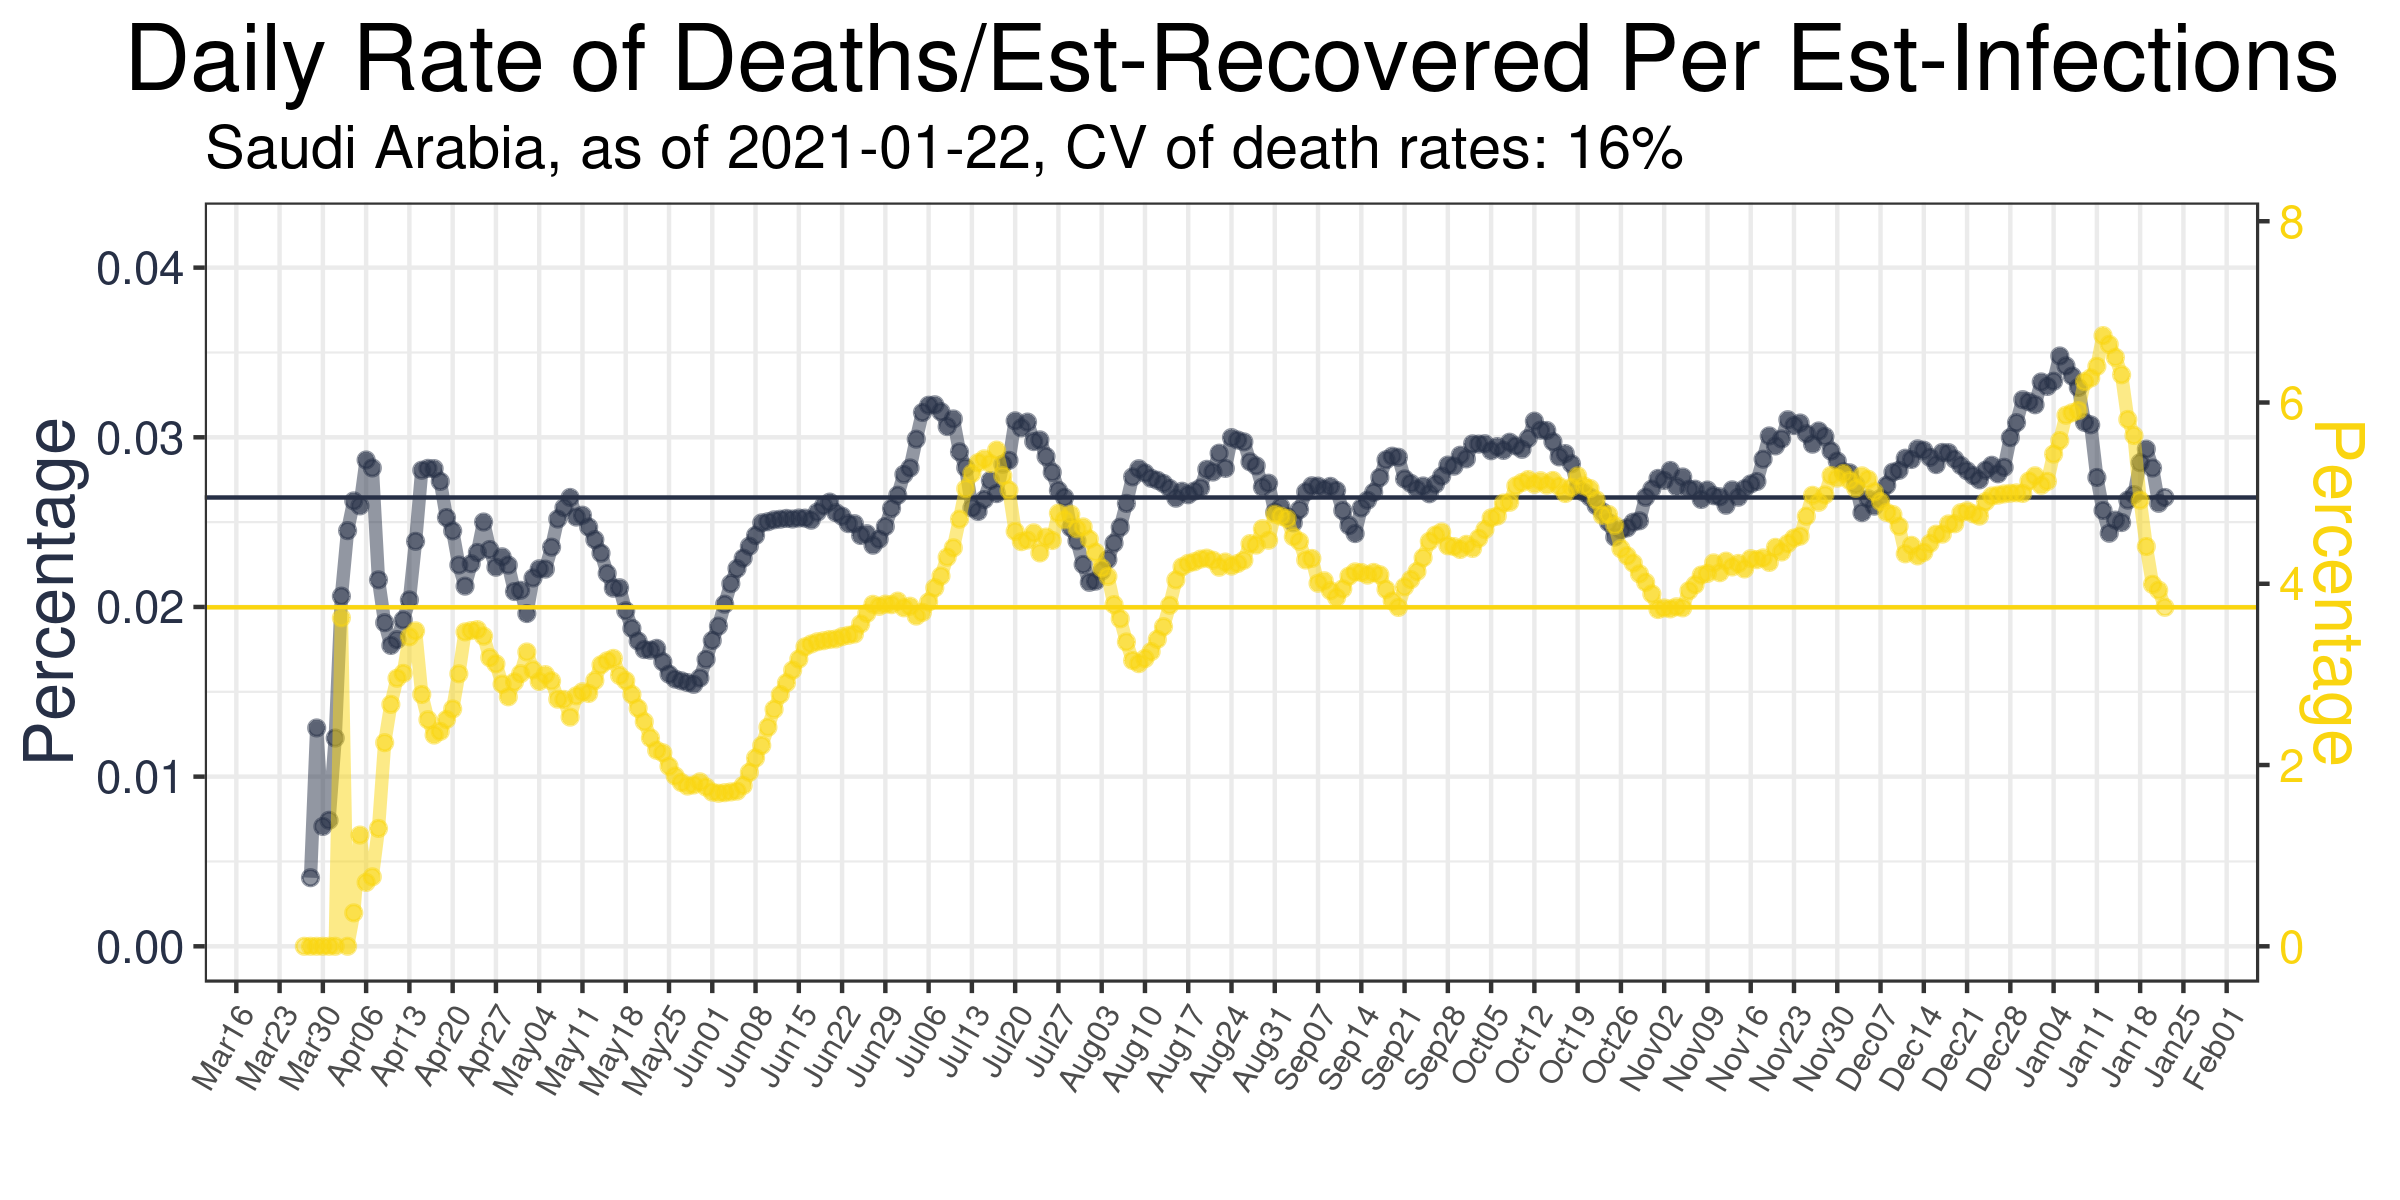 Daily Rate of Deaths/Est-Recovered Per Est-Infections
Saudi Arabia, as of 2021-01-22, CV of death rates: 16%
Percentage
0.04
0.03
0.02
0.01
0.00
8
6
4
2
0
Percentage
Mar16 Mar23 Mar30 Apr06 Apr13 Apr20 Apr27 May04 May11 May18 May25 Jun01 Jun08 Jun15 Jun22 Jun29 Jul06 Jul13 Jul20 Jul27 Aug03 Aug10 Aug17 Aug24 Aug31 Sep07 Sep14 Sep21 Sep28 Oct05 Oct12 Oct19 Oct26 Nov02 Nov09 Nov16 Nov23 Nov30 Dec07 Dec14 Dec21 Dec28 Jan04 Jan11 Jan18 Jan25 Feb01